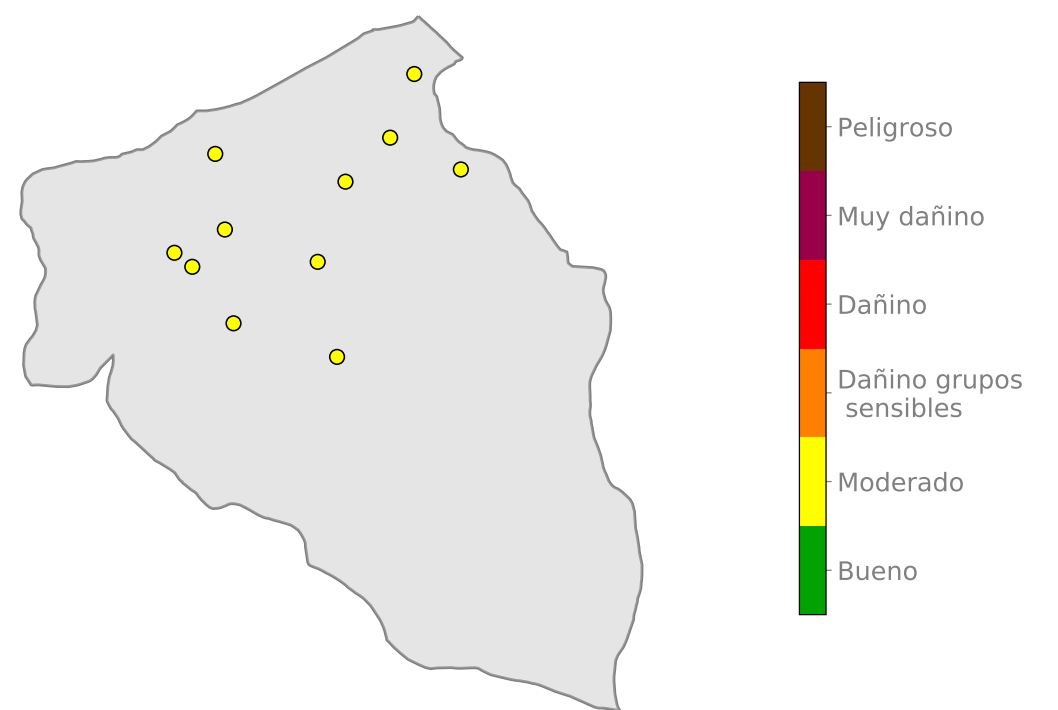 Peligroso
Muy dañino
Dañino
Dañino grupos
sensibles
Moderado
Bueno